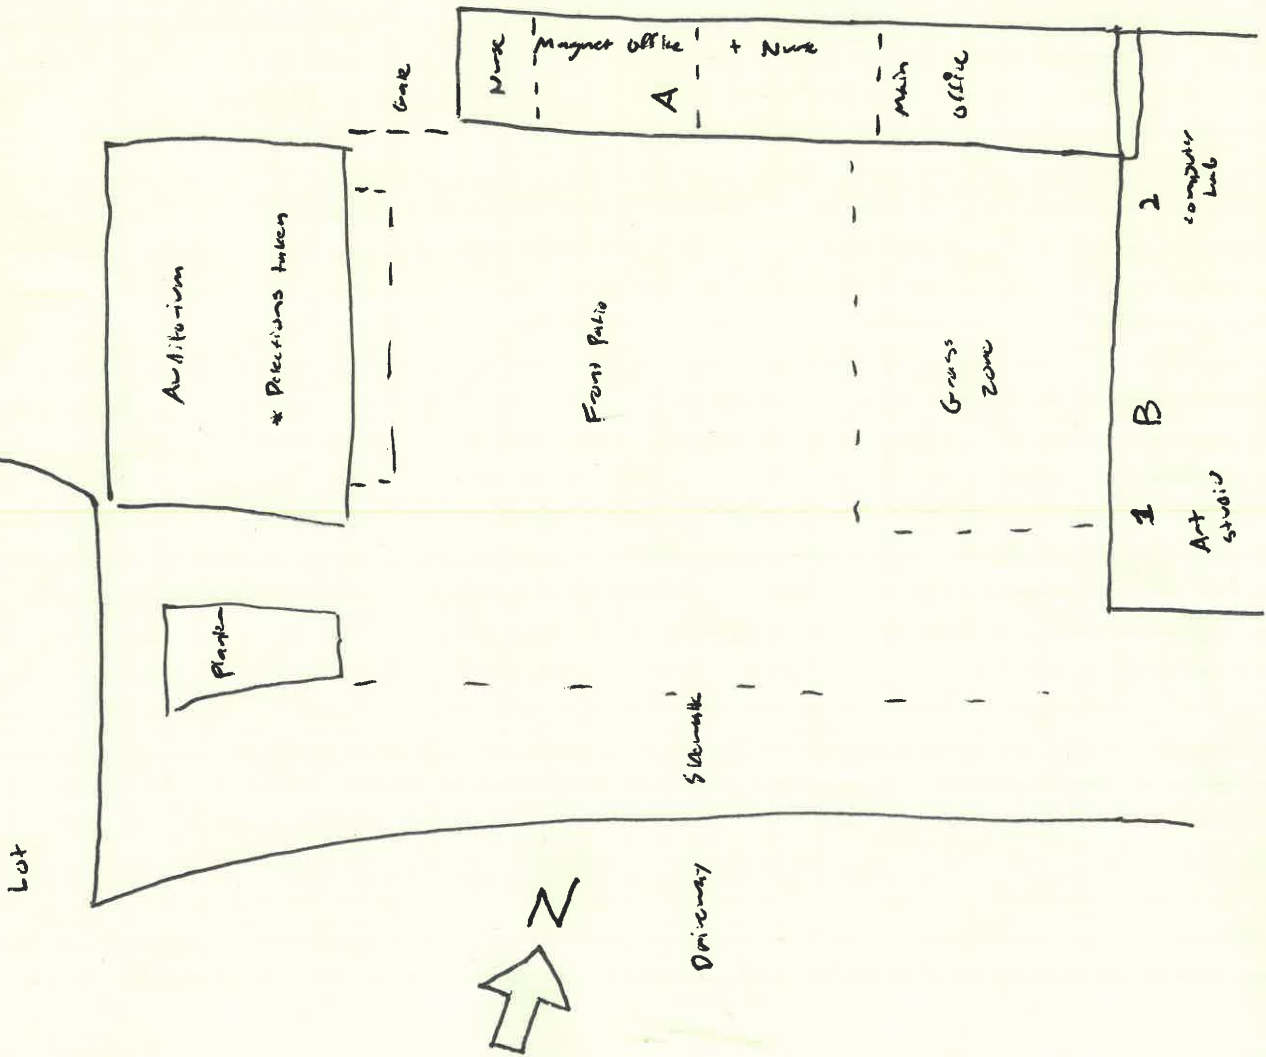 Nurse
Magnet office
+ Nurse
A
Main
office
Gate
Auditorium
* Detections taken
Front Patio
Grass
zone
2
computer
Lab
B
1
Art
studio
Planter
Sidewalk
Driveway
Lot
N